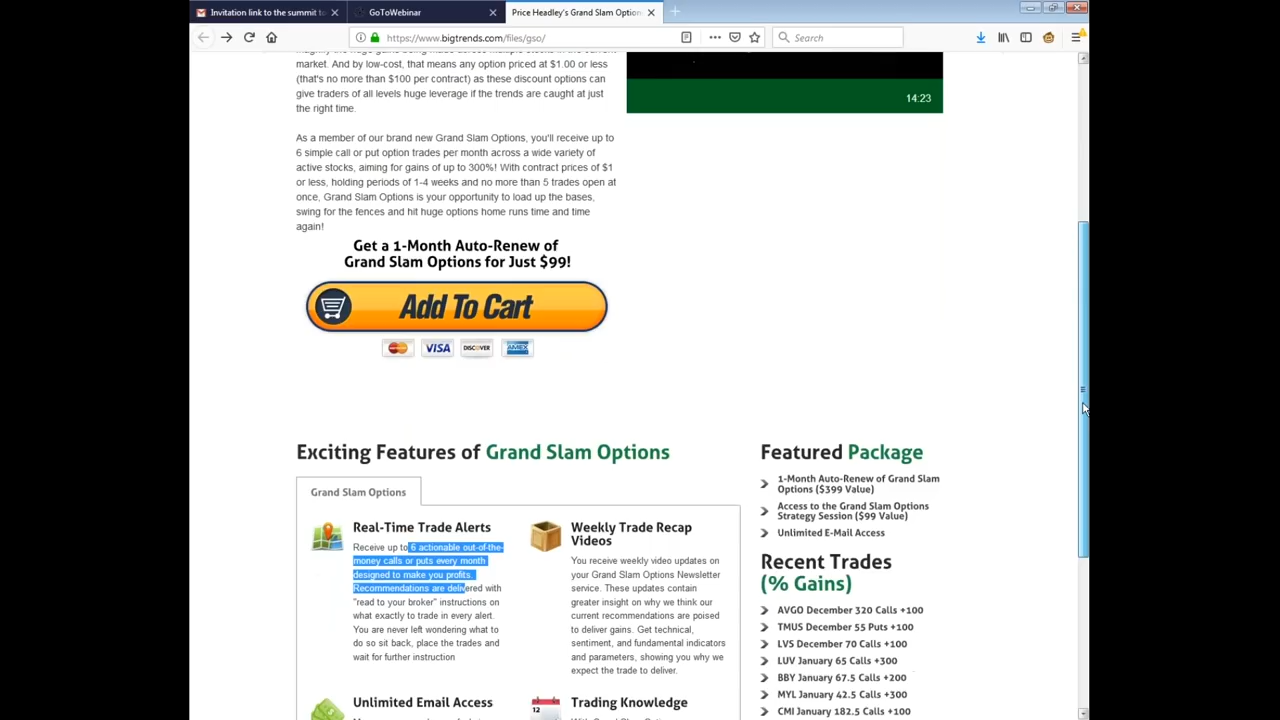 Invitation link to the summit to
GoToWebinar
Price Headley's Grand Slam Option
https://www.bigtrends.com/files/gso/
Search
market. And by low-cost, that means any option priced at $1.00 or less
(that's no more than $100 per contract) as these discount options can
give traders of all levels huge leverage if the trends are caught at just
the right time.
14:23
As a member of our brand new Grand Slam Options, you'll receive up to
6 simple call or put option trades per month across a wide variety of
active stocks, aiming for gains of up to 300%! With contract prices of $1
or less, holding periods of 1-4 weeks and no more than 5 trades open at
once, Grand Slam Options is your opportunity to load up the bases,
swing for the fences and hit huge options home runs time and time
again!
Get a 1-Month Auto-Renew of
Grand Slam Options for Just $99!
Add To Cart
VISA
DISCOVER
AMEX
Exciting Features of Grand Slam Options
Grand Slam Options
Real-Time Trade Alerts
Receive up to 6 actionable out-of-the-
money calls or puts every month
designed to make you profits.
Recommendations are delivered with
"read to your broker" instructions on
what exactly to trade in every alert.
You are never left wondering what to
do so sit back, place the trades and
wait for further instruction
Weekly Trade Recap
Videos
You receive weekly video updates on
your Grand Slam Options Newsletter
service. These updates contain
greater insight on why we think our
current recommendations are poised
to deliver gains. Get technical,
sentiment, and fundamental indicators
and parameters, showing you why we
expect the trade to deliver.
Unlimited Email Access
12
Trading Knowledge
Featured Package
1-Month Auto-Renew of Grand Slam
Options ($399 Value)
Access to the Grand Slam Options
Strategy Session ($99 Value)
Unlimited E-Mail Access
Recent Trades
(% Gains)
AVGO December 320 Calls +100
TMUS December 55 Puts +100
LVS December 70 Calls +100
LUV January 65 Calls +300
BBY January 67.5 Calls +200
MYL January 42.5 Calls +300
CMI January 182.5 Calls +100